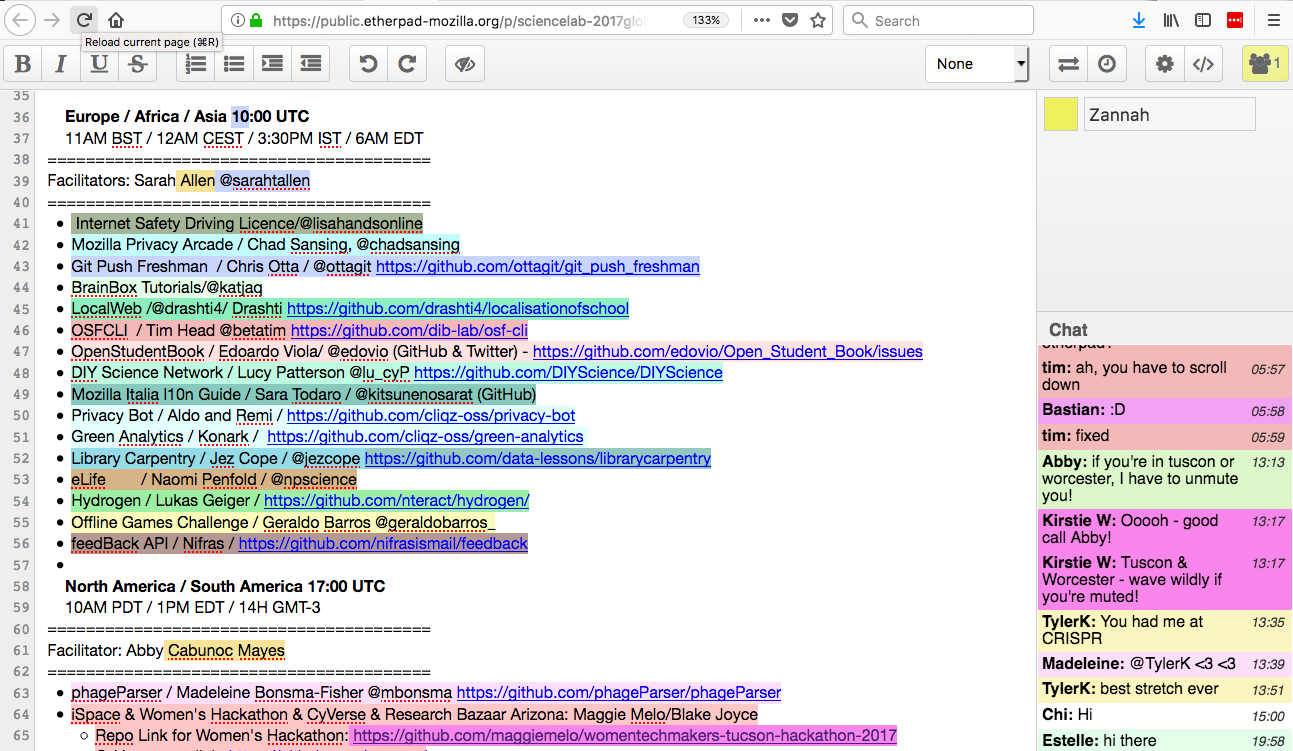 https://public.etherpad-mozilla.org/p/sciencelab-2017glo
133%
Search
Reload current page (⌘R)
B I U S
None
1
35
36 Europe / Africa / Asia 10:00 UTC
37 11AM BST / 12AM CEST / 3:30PM IST / 6AM EDT
38 ========================================
39 Facilitators: Sarah Allen @sarahtallen
40 ========================================
41 Internet Safety Driving Licence/@lisahandsonline
42 Mozilla Privacy Arcade / Chad Sansing, @chadsansing
43 Git Push Freshman / Chris Otta / @ottagit https://github.com/ottagit/git_push_freshman
44 BrainBox Tutorials/@katjaq
45 LocalWeb /@drashti4/ Drashti https://github.com/drashti4/localisationofschool
46 OSFCLI / Tim Head @betatim https://github.com/dib-lab/osf-cli
47 OpenStudentBook / Edoardo Viola/ @edovio (GitHub & Twitter) - https://github.com/edovio/Open_Student_Book/issues
48 DIY Science Network / Lucy Patterson @lu_cyP https://github.com/DIYScience/DIYScience
49 Mozilla Italia l10n Guide / Sara Todaro / @kitsunenosarat (GitHub)
50 Privacy Bot / Aldo and Remi / https://github.com/cliqz-oss/privacy-bot
51 Green Analytics / Konark / https://github.com/cliqz-oss/green-analytics
52 Library Carpentry / Jez Cope / @jezcope https://github.com/data-lessons/librarycarpentry
53 eLife / Naomi Penfold / @npscience
54 Hydrogen / Lukas Geiger / https://github.com/nteract/hydrogen/
55 Offline Games Challenge / Geraldo Barros @geraldobarros_
56 feedBack API / Nifras / https://github.com/nifrasismail/feedback
57
58 North America / South America 17:00 UTC
59 10AM PDT / 1PM EDT / 14H GMT-3
60 ========================================
61 Facilitator: Abby Cabunoc Mayes
62 ========================================
63 phageParser / Madeleine Bonsma-Fisher @mbonsma https://github.com/phageParser/phageParser
64 iSpace & Women's Hackathon & CyVerse & Research Bazaar Arizona: Maggie Melo/Blake Joyce
65 Repo Link for Women's Hackathon: https://github.com/maggiemelo/womentechmakers-tucson-hackathon-2017
Zannah
Chat
etherpad?
tim: ah, you have to scroll 05:57
down
Bastian: :D 05:58
tim: fixed 05:59
Abby: if you're in tuscon or 13:13
worcester, I have to unmute
you!
Kirstie W: Ooooh - good 13:17
call Abby!
Kirstie W: Tuscon & 13:17
Worcester - wave wildly if
you're muted!
TylerK: You had me at 13:35
CRISPR
Madeleine: @TylerK <3 <3 13:39
TylerK: best stretch ever 13:51
Chi: Hi 15:00
Estelle: hi there 19:58